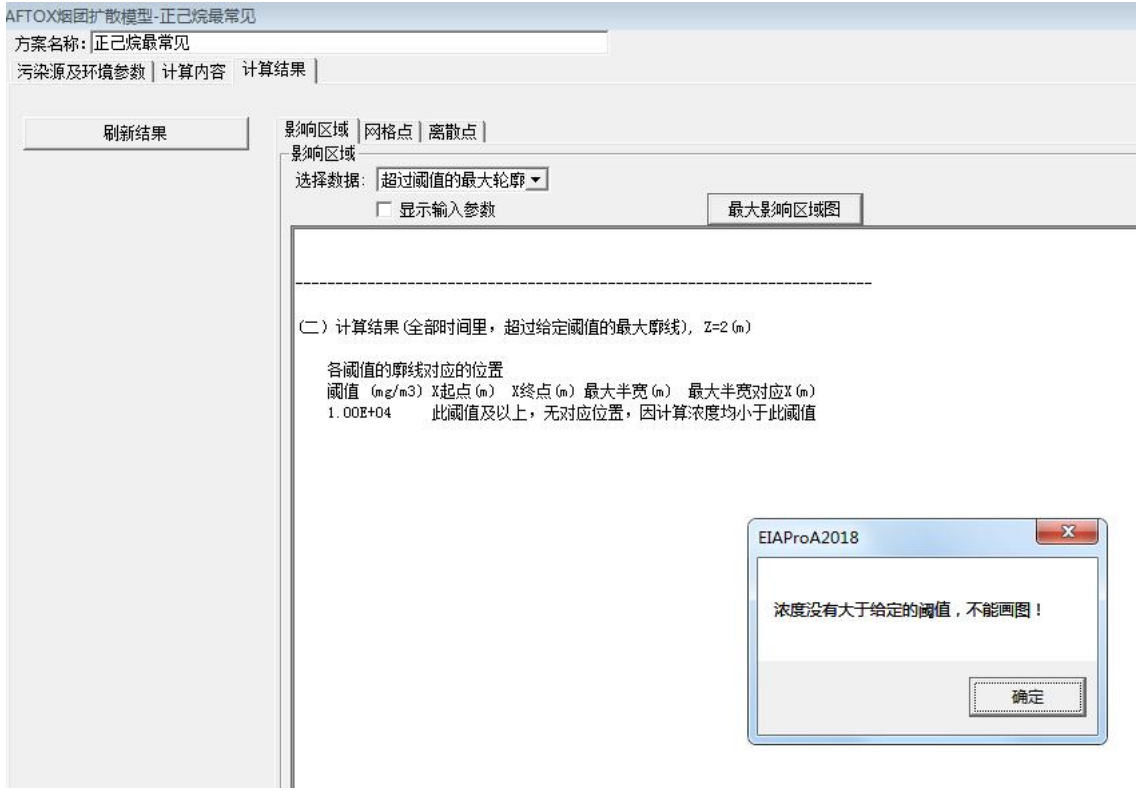 AFTOX烟团扩散模型-正己烷最常见
方案名称: 正己烷最常见
污染源及环境参数 计算内容 计算结果
刷新结果
影响区域 网格点 离散点
影响区域
选择数据: 超过阈值的最大轮廓
显示输入参数 最大影响区域图
(二) 计算结果(全部时间里，超过给定阈值的最大廓线), Z=2(m)
各阈值的廓线对应的位置
阈值 (mg/m3) X起点(m) X终点(m) 最大半宽(m) 最大半宽对应X(m)
1.00E+04 此阈值及以上，无对应位置，因计算浓度均小于此阈值
EIAProA2018
浓度没有大于给定的阈值，不能画图！
确定